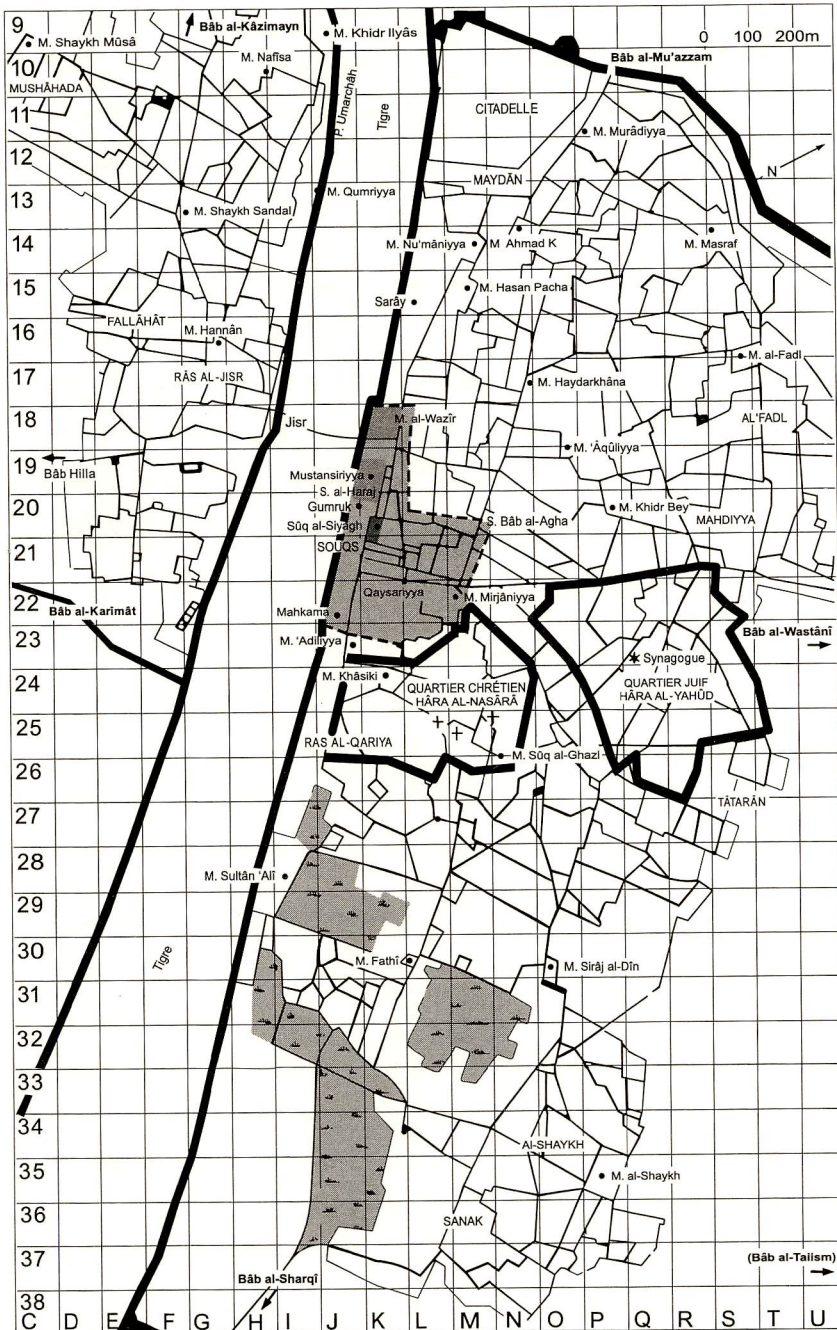 9
Bâb al-Kâzimayn
M. Khidr Ilyâs
0 100 200m
M. Shaykh Mūsā
Bâb al-Mu'azzam
10
M. Nafîsa
MUSHÂHADA
P. Umarchâh
Tigre
CITADELLE
11
M. Murâdiyya
12
N
MAYDÂN
13
M. Qumriyya
M. Shaykh Sandal
14
M. Nu'mâniyya
M Ahmad K
M. Masraf
15
M. Hasan Pacha
Sarây
16
FALLÂHÂT
M. Hannân
M. al-Fadl
17
RÂS AL-JISR
M. Haydarkhâna
18
Jisr
M. al-Wazîr
AL'FADL
19
M. 'Âqûliyya
Bâb Hilla
Mustansiriyya
S. al-Haraj
20
Gumruk
M. Khidr Bey
Sûq al-Siyagh
S. Bâb al-Agha
MAHDIYYA
21
SOUQS
22
Qaysariyya
M. Mirjâniyya
Bâb al-Karîmât
Mahkama
23
M. 'Adiliyya
Bâb al-Wastânî
Synagogue
24
M. Khâsiki
QUARTIER CHRÉTIEN
HÂRA AL-NASÂRÂ
QUARTIER JUIF
HÂRA AL-YAHÛD
25
RAS AL-QARIYA
M. Sûq al-Ghazl
26
TÂTARÂN
27
28
M. Sultân 'Alî
29
30
Tigre
M. Fathî
M. Sirâj al-Dîn
31
32
33
34
Al-SHAYKH
35
M. al-Shaykh
36
SANAK
37
Bâb al-Sharqî
(Bâb al-Taiism)
38
C D E F G H I J K L M N O P Q R S T U